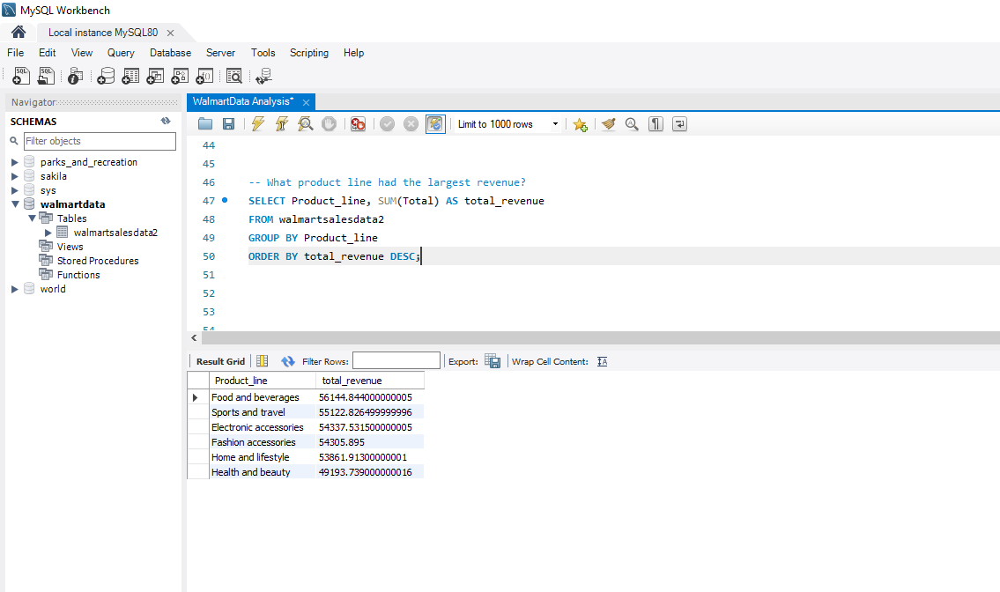 MySQL Workbench
Local instance MySQL80
File Edit View Query Database Server Tools Scripting Help
Navigator
SCHEMAS
Filter objects
parks_and_recreation
sakila
sys
walmartdata
Tables
walmartsalesdata2
Views
Stored Procedures
Functions
world
WalmartData Analysis*
Limit to 1000 rows
44
45
46 -- What product line had the largest revenue?
47 SELECT Product_line, SUM(Total) AS total_revenue
48 FROM walmartsalesdata2
49 GROUP BY Product_line
50 ORDER BY total_revenue DESC;
51
52
53
54
Result Grid Filter Rows: Export: Wrap Cell Content:
Product_line total_revenue
Food and beverages 56144.844000000005
Sports and travel 55122.826499999996
Electronic accessories 54337.531500000005
Fashion accessories 54305.895
Home and lifestyle 53861.91300000001
Health and beauty 49193.739000000016